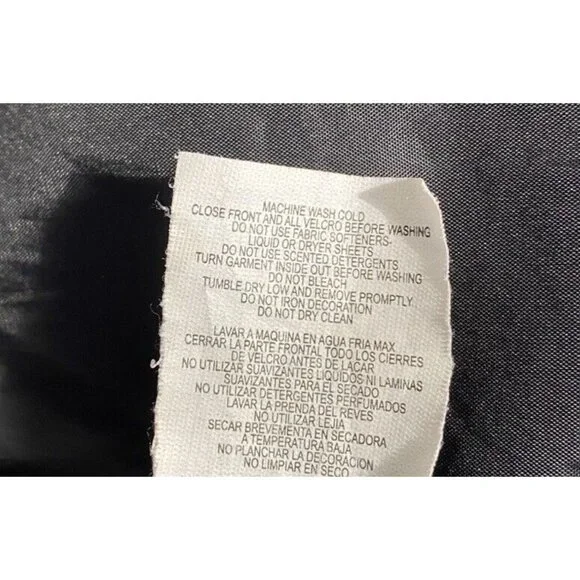 MACHINE WASH COLD
CLOSE FRONT AND ALL VELCRO BEFORE WASHING
DO NOT USE FABRIC SOFTENERS-
LIQUID OR DRYER SHEETS
DO NOT USE SCENTED DETERGENTS
TURN GARMENT INSIDE OUT BEFORE WASHING
DO NOT BLEACH
TUMBLE DRY LOW AND REMOVE PROMPTLY
DO NOT IRON DECORATION
DO NOT DRY CLEAN
LAVAR A MAQUINA EN AGUA FRIA MAX
CERRAR LA PARTE FRONTAL TODO LOS CIERRES
DE VELCRO ANTES DE LACAR
NO UTILIZAR SUAVIZANTES LIQUIDOS NI LAMINAS
SUAVIZANTES PARA EL SECADO
NO UTILIZAR DETERGENTES PERFUMADOS
LAVAR LA PRENDA DEL REVES
NO UTILIZAR LEJIA
SECAR BREVEMENTA EN SECADORA
A TEMPERATURA BAJA
NO PLANCHAR LA DECORACION
NO LIMPIAR EN SECO